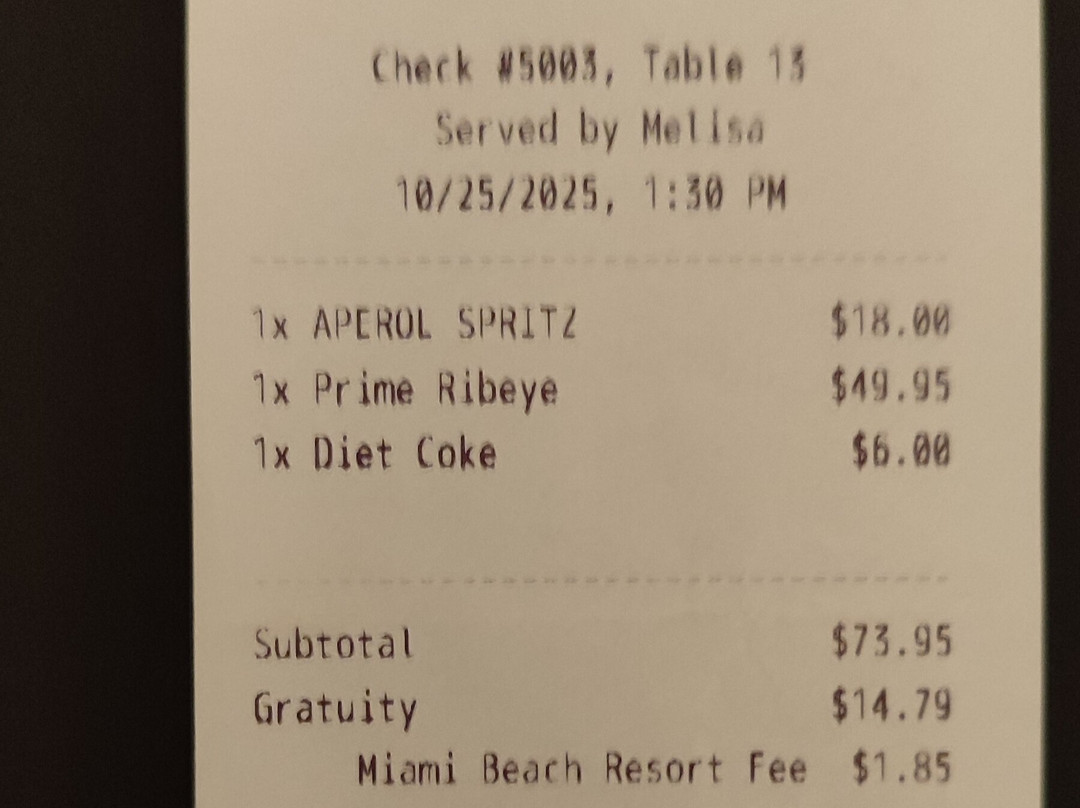 Check #5003, Table 13
Served by Melisa
10/25/2025, 1:30 PM
1x APEROL SPRITZ $18.00
1x Prime Ribeye $49.95
1x Diet Coke $6.00
Subtotal $73.95
Gratuity $14.79
Miami Beach Resort Fee $1.85